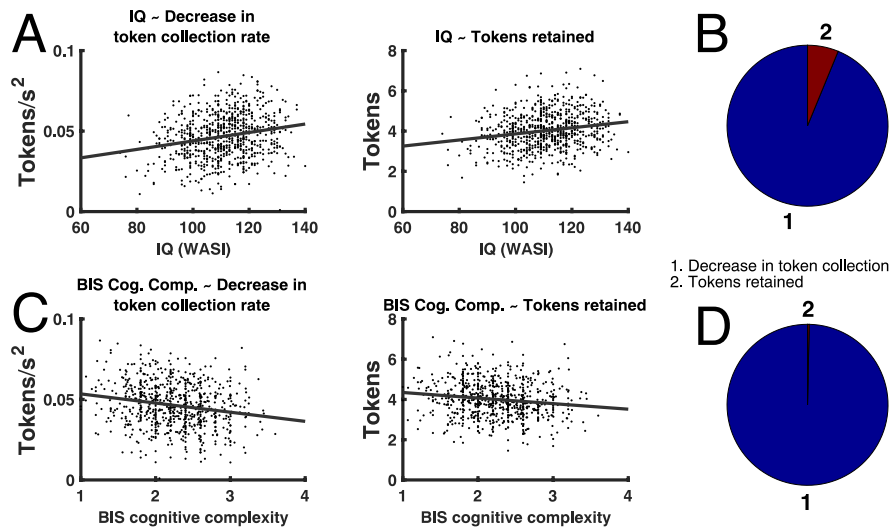 A
IQ ~ Decrease in
token collection rate
Tokens/s²
0.1
0.05
0
60
80
100
120
140
IQ (WASI)
IQ ~ Tokens retained
Tokens
8
6
4
2
0
60
80
100
120
140
IQ (WASI)
B
2
1
1. Decrease in token collection
2. Tokens retained
C
BIS Cog. Comp. ~ Decrease in
token collection rate
Tokens/s²
0.1
0.05
0
1
2
3
4
BIS cognitive complexity
BIS Cog. Comp. ~ Tokens retained
Tokens
8
6
4
2
0
1
2
3
4
BIS cognitive complexity
D
2
1